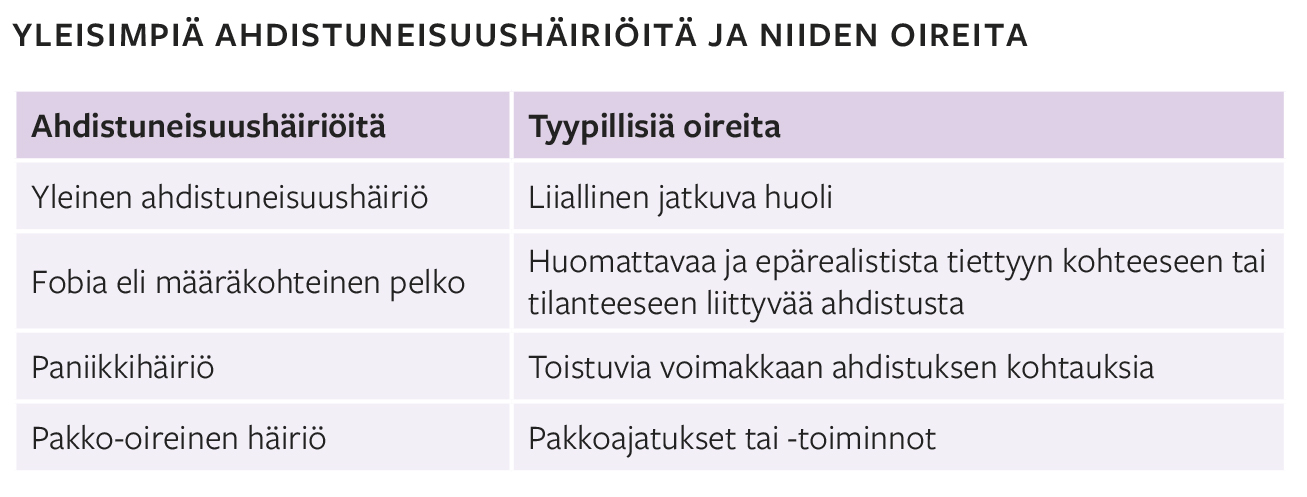 YLEISIMPIÄ AHDISTUNEISUUSHÄIRIÖITÄ JA NIIDEN OIREITA
Ahdistuneisuushäiriöitä Tyypillisiä oireita
Yleinen ahdistuneisuushäiriö Liiallinen jatkuva huoli
Fobia eli määräkohteinen pelko Huomattavaa ja epärealistista tiettyyn kohteeseen tai
tilanteeseen liittyvää ahdistusta
Paniikkihäiriö Toistuvia voimakkaan ahdistuksen kohtauksia
Pakko-oireinen häiriö Pakkoajatukset tai -toiminnot